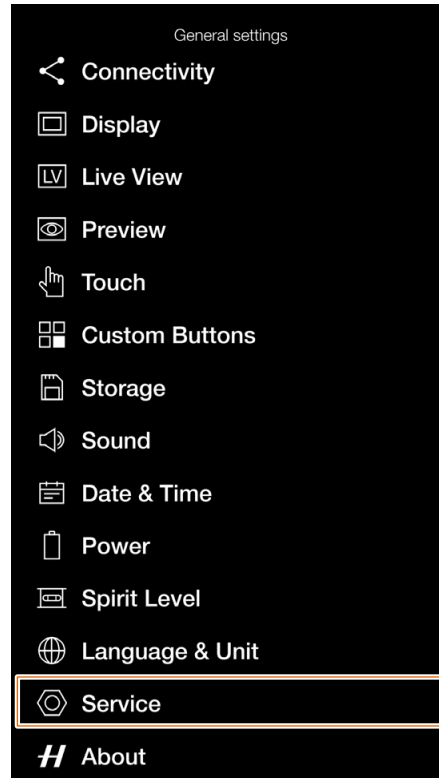 General settings
Connectivity
Display
LV Live View
Preview
Touch
Custom Buttons
Storage
Sound
Date & Time
Power
Spirit Level
Language & Unit
Service
H About